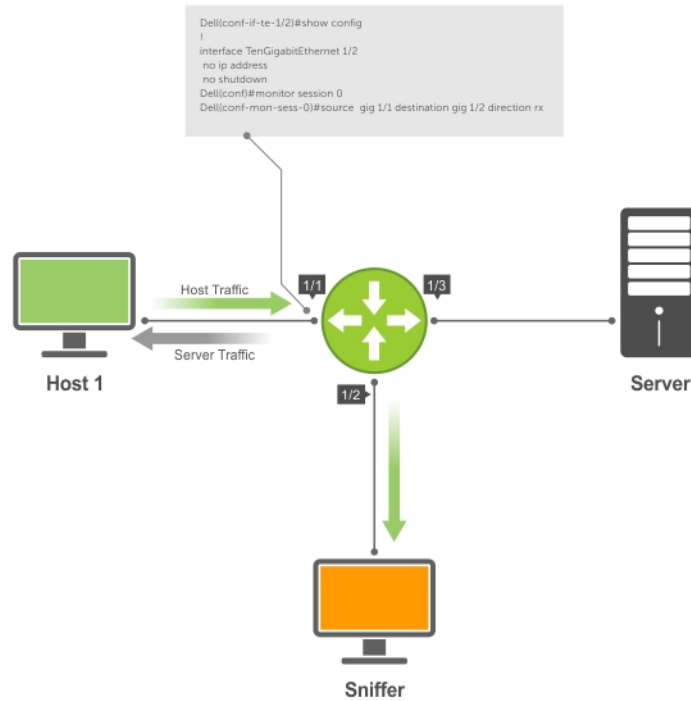 Dell(conf-if-te-1/2)#show config
!
interface TenGigabitEthernet 1/2
no ip address
no shutdown
Dell(conf)#monitor session 0
Dell(conf-mon-sess-0)#source gig 1/1 destination gig 1/2 direction rx
Host Traffic
1/1
1/3
Server Traffic
Host 1
Server
1/2
Sniffer